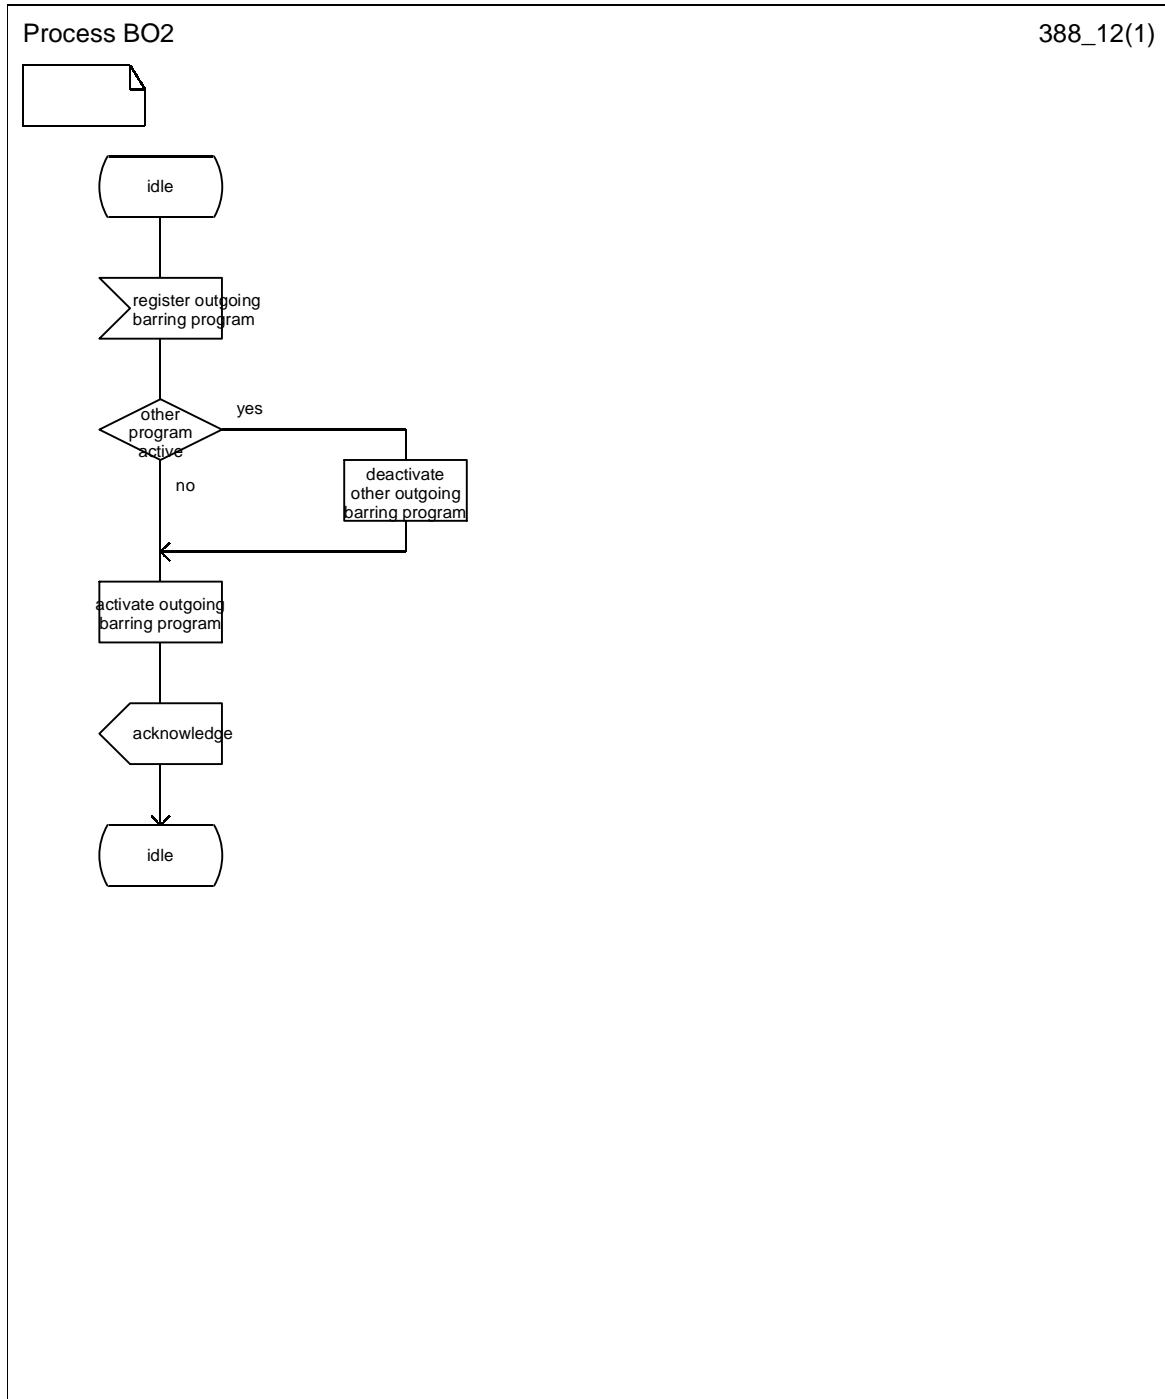 Process BO2
388_12(1)
idle
register outgoing
barring program
other
program
active
yes
no
deactivate
other outgoing
barring program
activate outgoing
barring program
acknowledge
idle